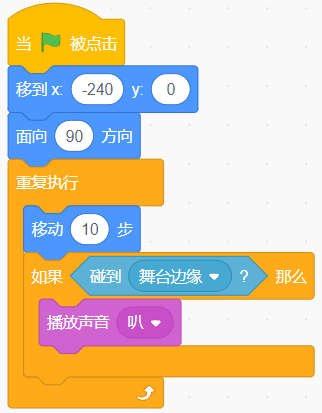 当 被点击
移到 x: -240 y: 0
面向 90 方向
重复执行
移动 10 步
如果 碰到 舞台边缘 ? 那么
播放声音 叭